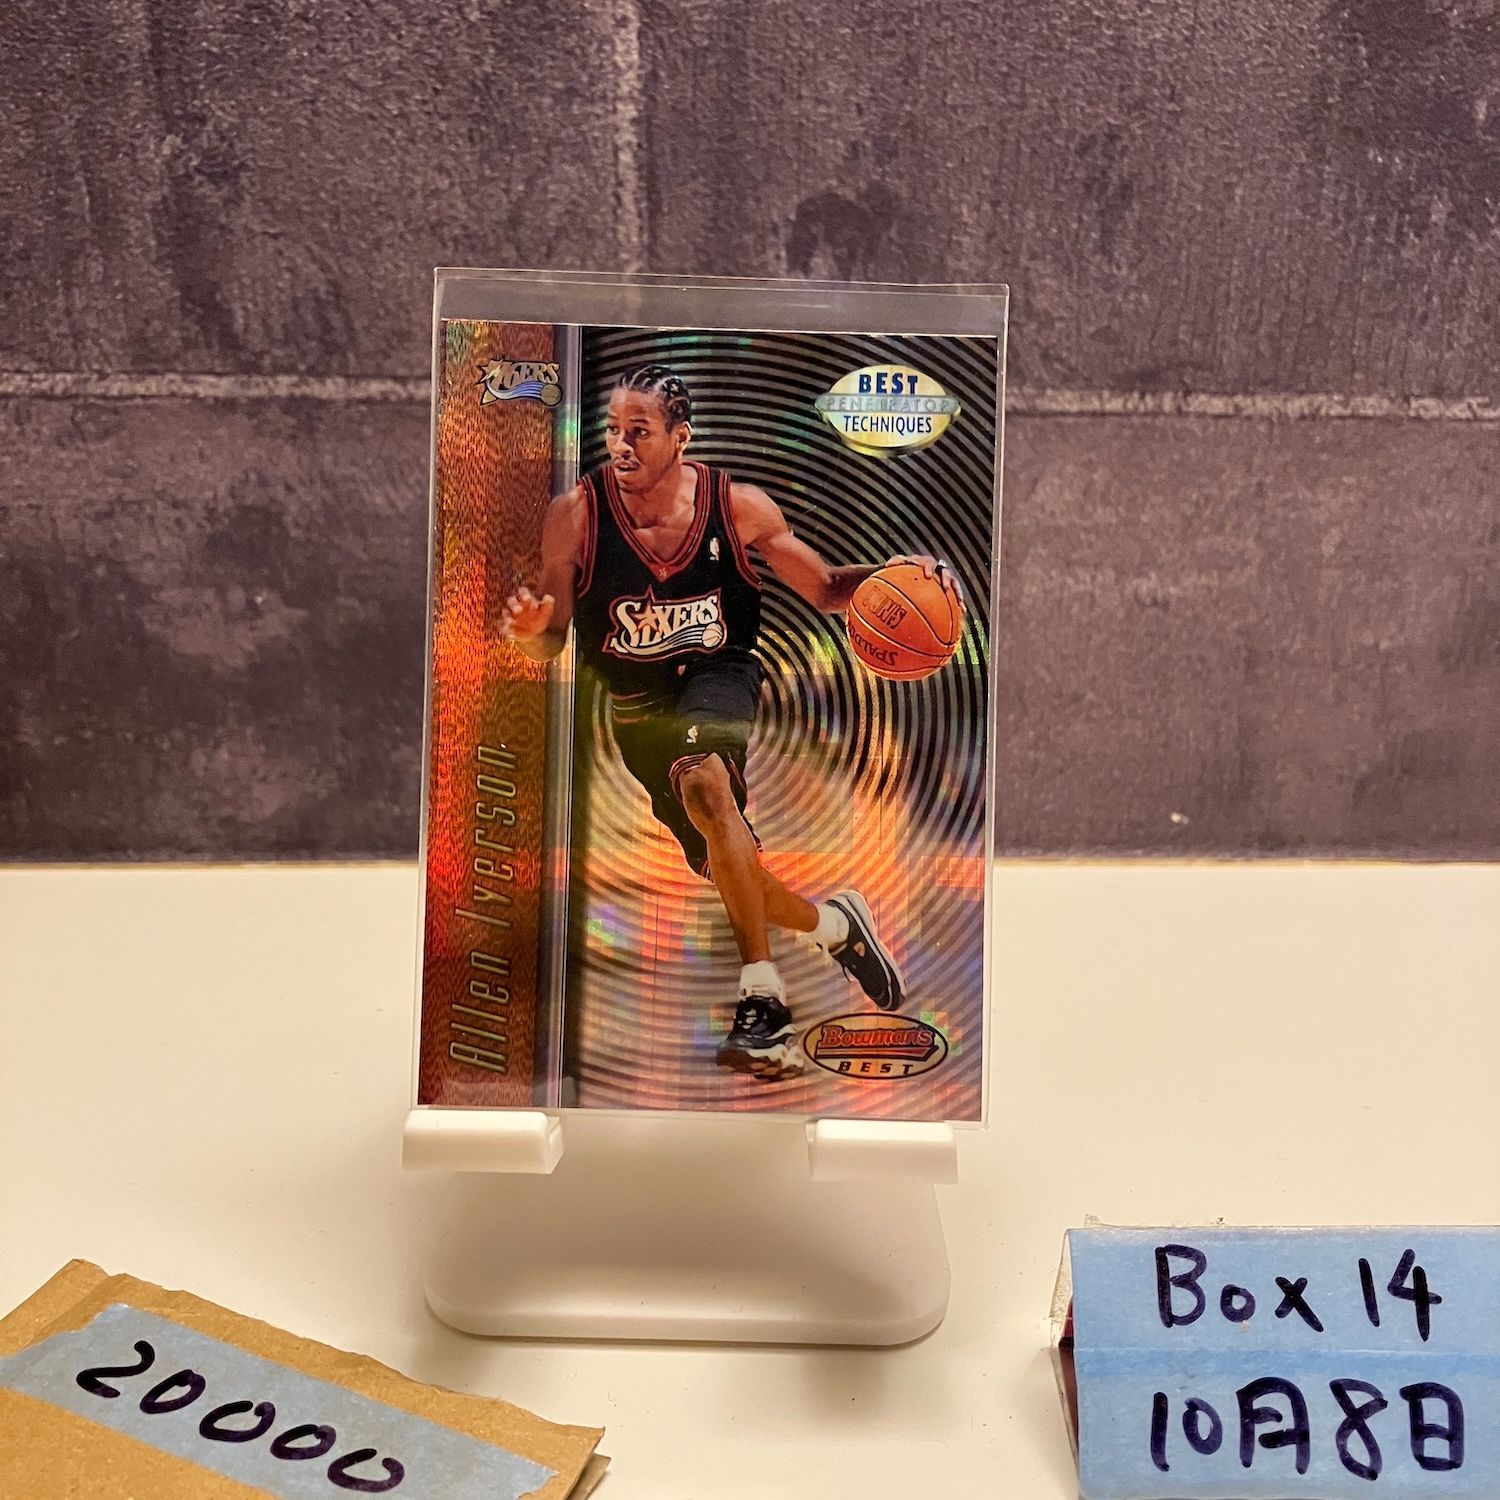 76ERS
BEST
PENETRATOR
TECHNIQUES
SIXERS
SPALDING
Allen Iverson
Bowman's
BEST
20000
Box 14
10月8日